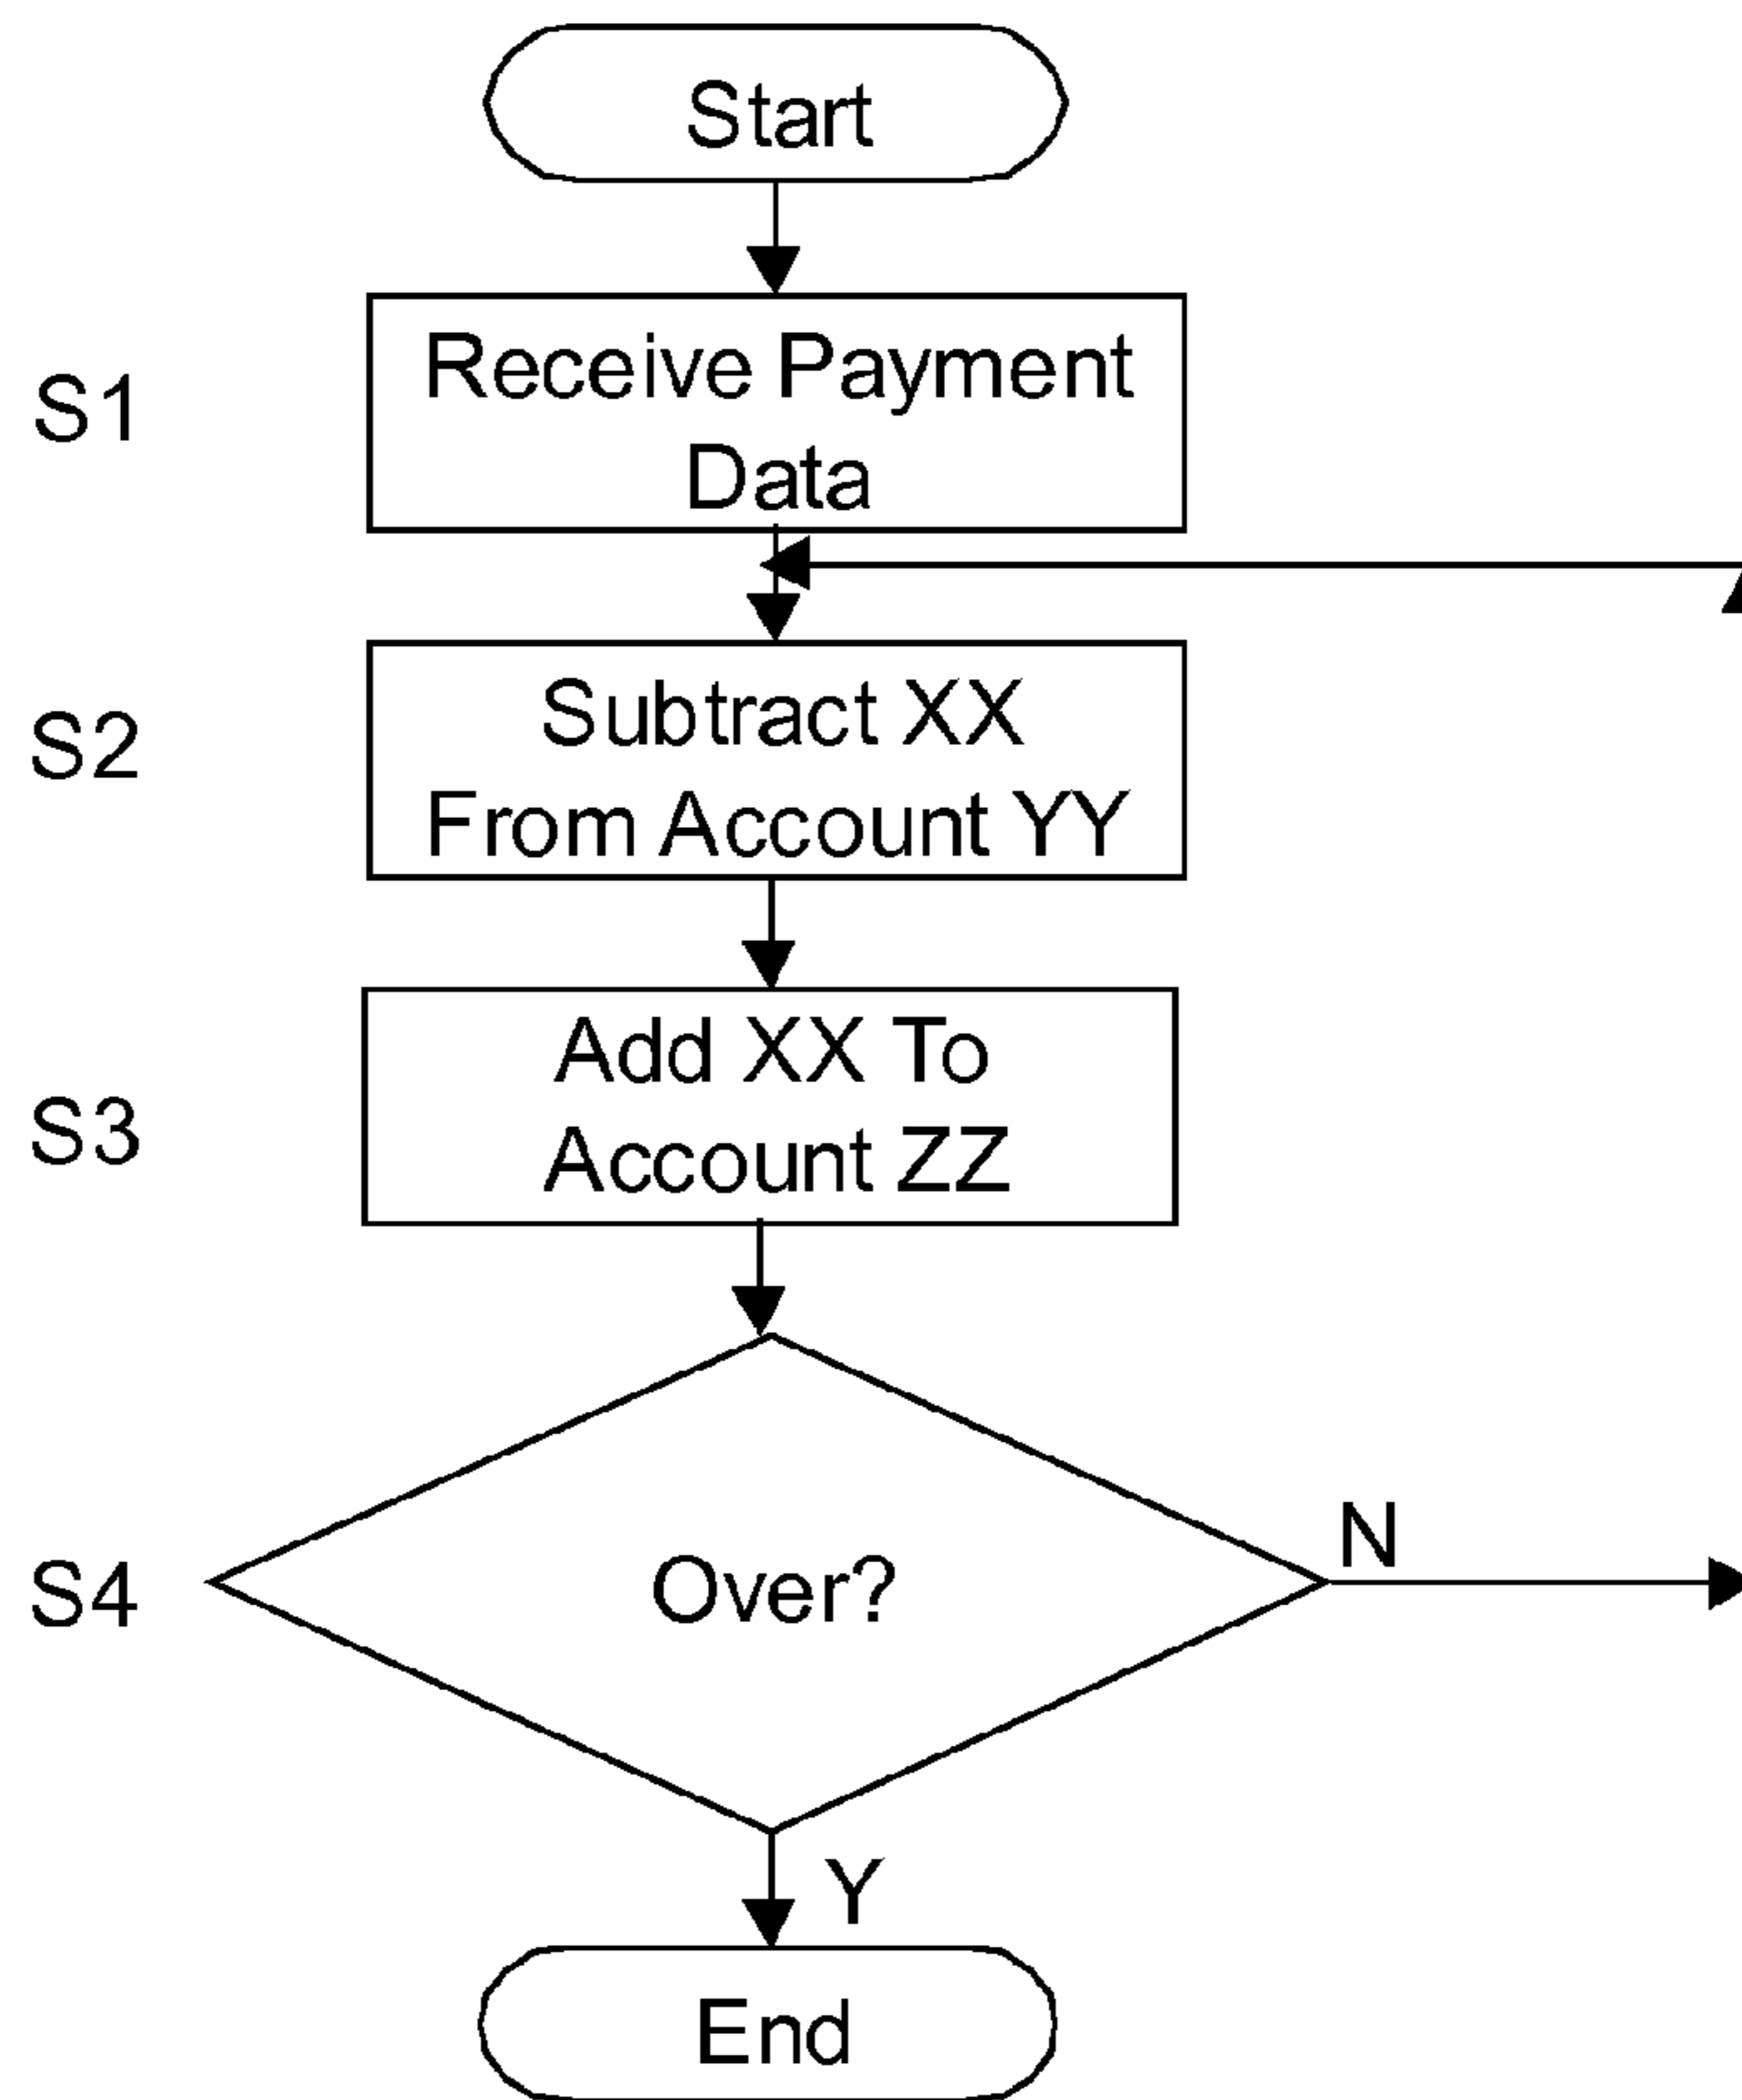 Start
S1
Receive Payment
Data
S2
Subtract XX
From Account YY
S3
Add XX To
Account ZZ
S4
Over?
N
Y
End